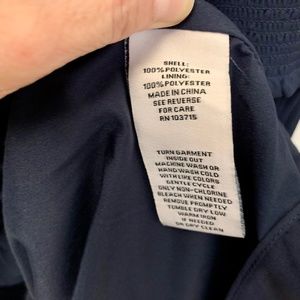 SHELL:
100% POLYESTER
LINING:
100% POLYESTER
MADE IN CHINA
SEE REVERSE
FOR CARE
RN 103715
TURN GARMENT
INSIDE OUT
MACHINE WASH OR
HAND WASH COLD
WITH LIKE COLORS
GENTLE CYCLE
ONLY NON-CHLORINE
BLEACH WHEN NEEDED
REMOVE PROMPTLY
TUMBLE DRY LOW
WARM IRON
IF NEEDED
OR DRY CLEAN